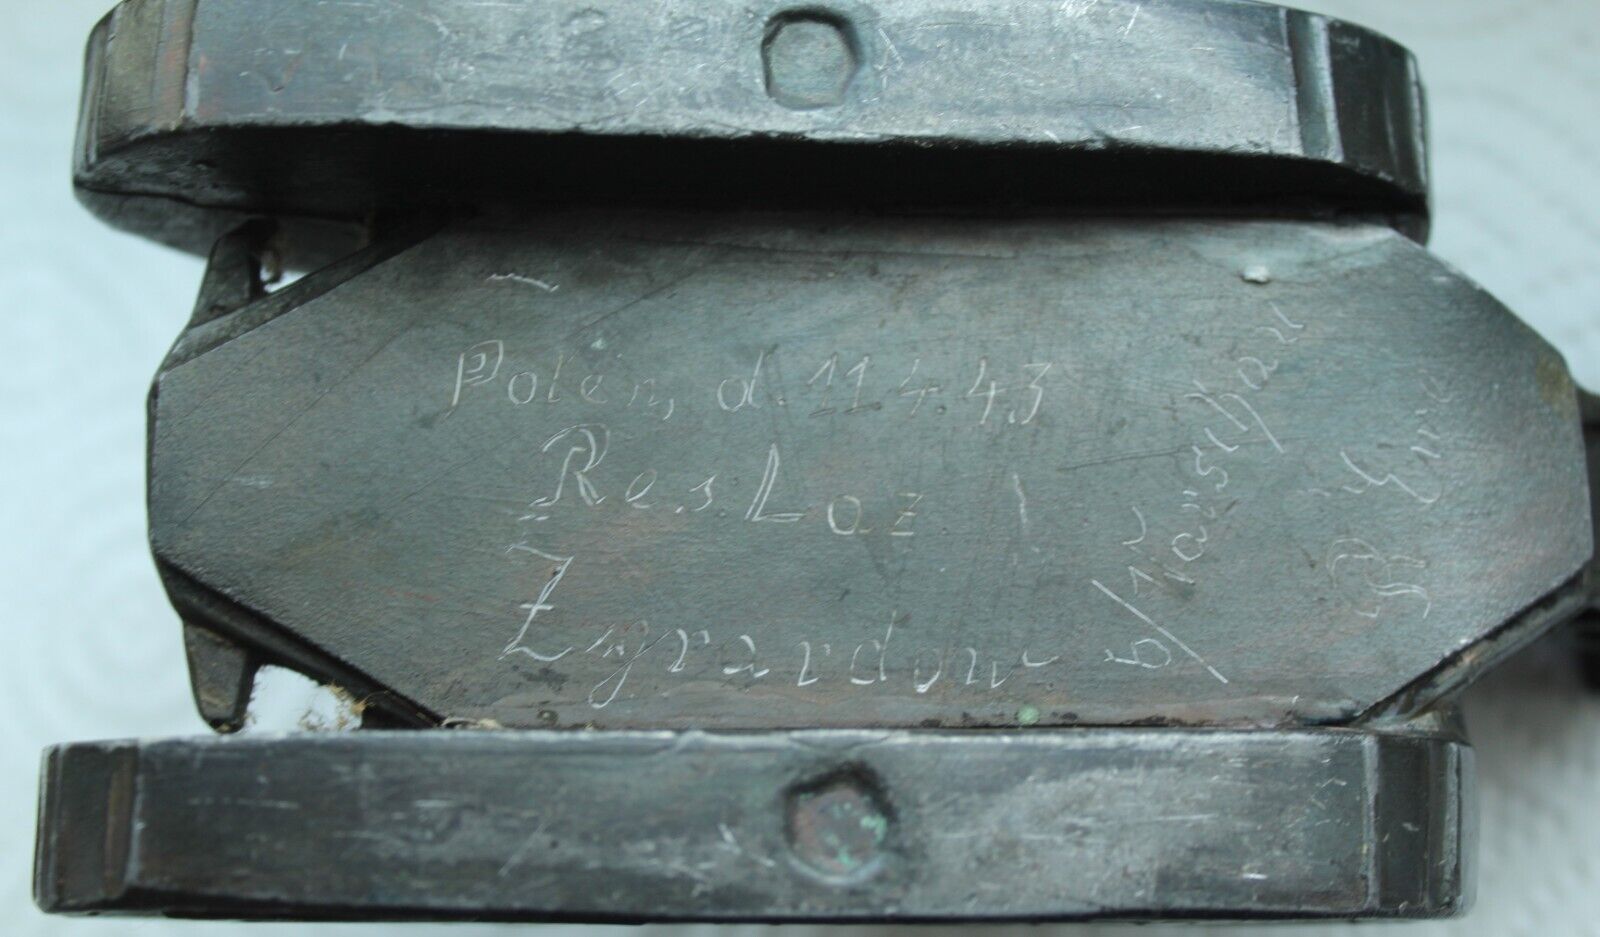 Polen, d. 11.4.43
Res. Laz
Zyrardow
b/Warschau